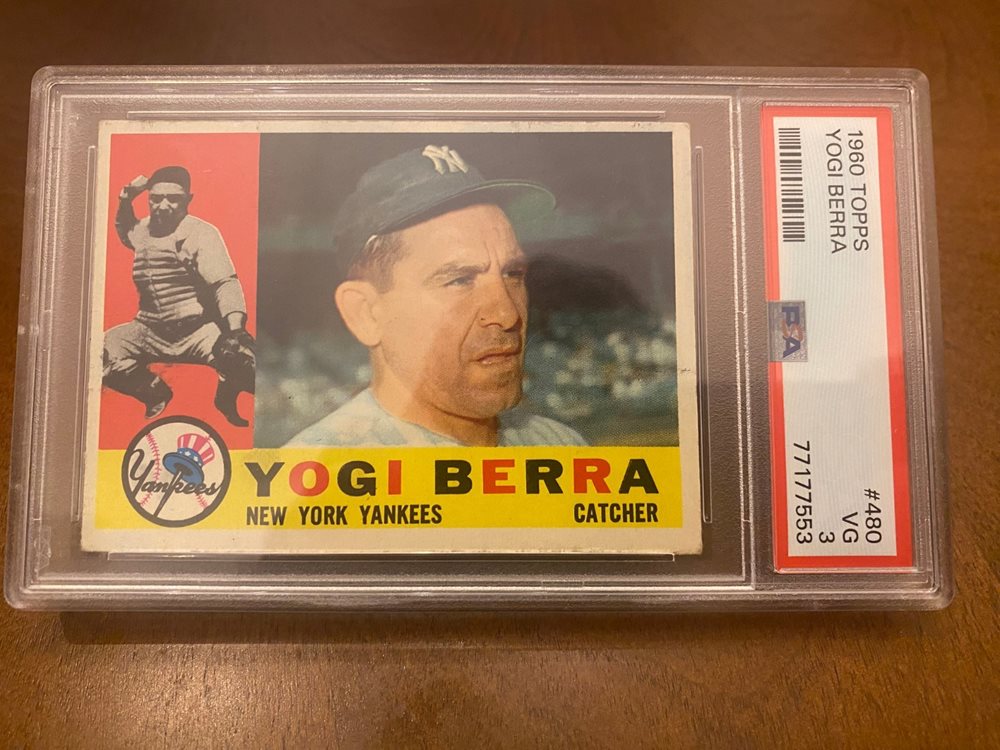 NY
Yankees
YOGI BERRA
NEW YORK YANKEES
CATCHER
1960 TOPPS
YOGI BERRA
PSA
#480
VG
3
77177553